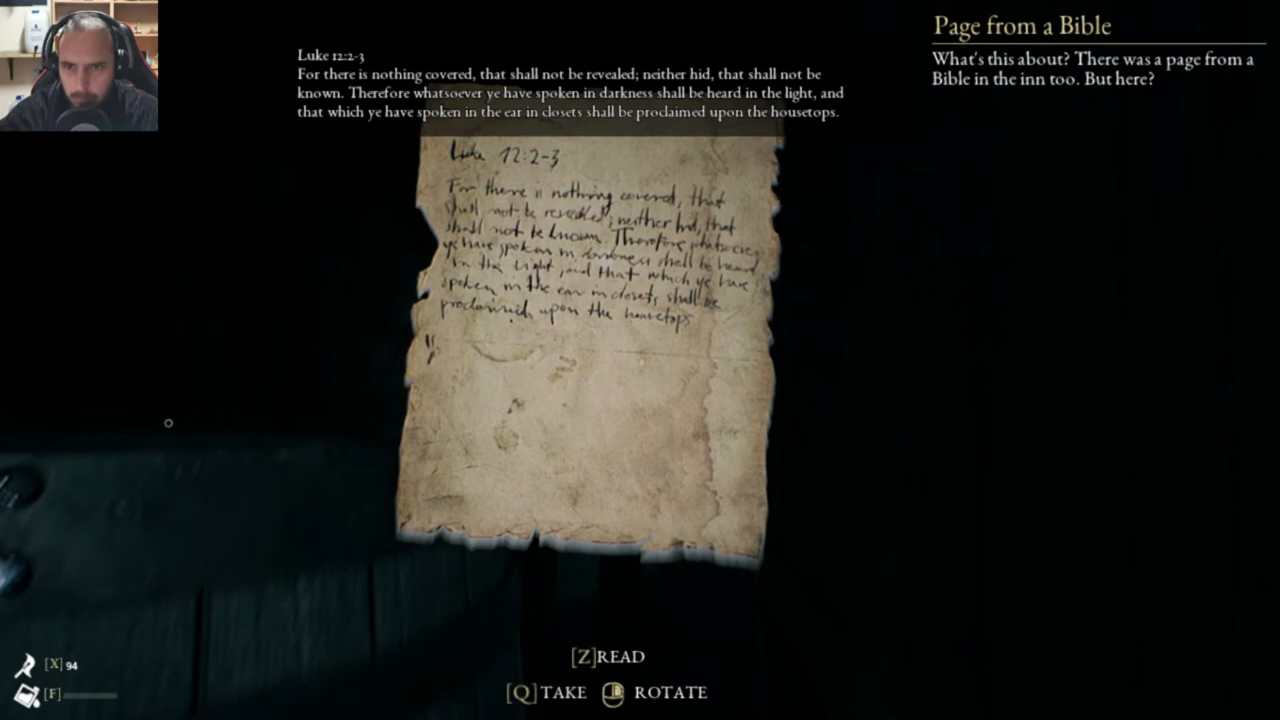 Page from a Bible
Luke 12:2-3
What's this about? There was a page from a
Bible in the inn too. But here?
For there is nothing covered, that shall not be revealed; neither hid, that shall not be
known. Therefore whatsoever ye have spoken in darkness shall be heard in the light, and
that which ye have spoken in the ear in closets shall be proclaimed upon the housetops.
Luke 12:2-3
For there is nothing covered, that
shall not be revealed; neither hid, that
shall not be known. Therefore whatsoever
ye have spoken in darkness shall be heard
in the light, and that which ye have
spoken in the ear in closets, shall be
proclaimed upon the housetops
[X] 94
[F]
[Z]READ
[Q]TAKE ROTATE